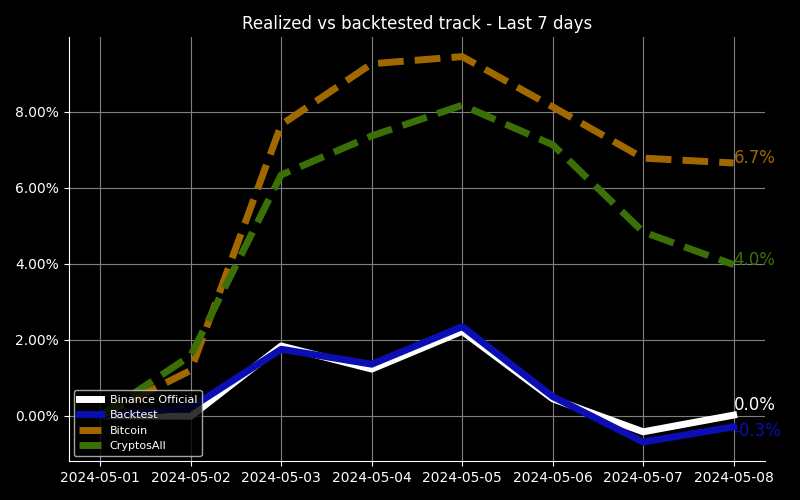 Realized vs backtested track - Last 7 days
8.00%
6.00%
4.00%
2.00%
0.00%
6.7%
4.0%
0.0%
-0.3%
Binance Official
Backtest
Bitcoin
CryptosAll
2024-05-01 2024-05-02 2024-05-03 2024-05-04 2024-05-05 2024-05-06 2024-05-07 2024-05-08